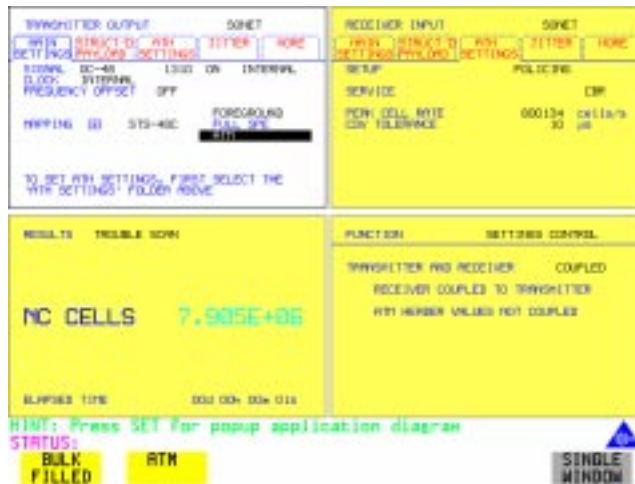 TRANSMITTER OUTPUT SONET
MAIN SETTINGS STRUCT'D PAYLOAD ATM SETTINGS JITTER MORE
SIGNAL OC-48 1310 ON INTERNAL
CLOCK INTERNAL
FREQUENCY OFFSET OFF
FOREGROUND
MAPPING STS-48C FULL SPE
ATM
TO SET ATM SETTINGS, FIRST SELECT THE
'ATM SETTINGS' FOLDER ABOVE
RECEIVER INPUT SONET
MAIN SETTINGS STRUCT'D PAYLOAD ATM SETTINGS JITTER MORE
SETUP POLICING
SERVICE CBR
PEAK CELL RATE 000134 cells/s
CDV TOLERANCE 10 µs
RESULTS TROUBLE SCAN
NC CELLS 7.905E+06
ELAPSED TIME 00d 00h 00m 01s
FUNCTION SETTINGS CONTROL
TRANSMITTER AND RECEIVER COUPLED
RECEIVER COUPLED TO TRANSMITTER
ATM HEADER VALUES NOT COUPLED
HINT: Press SET for popup application diagram
STATUS:
BULK FILLED ATM SINGLE WINDOW